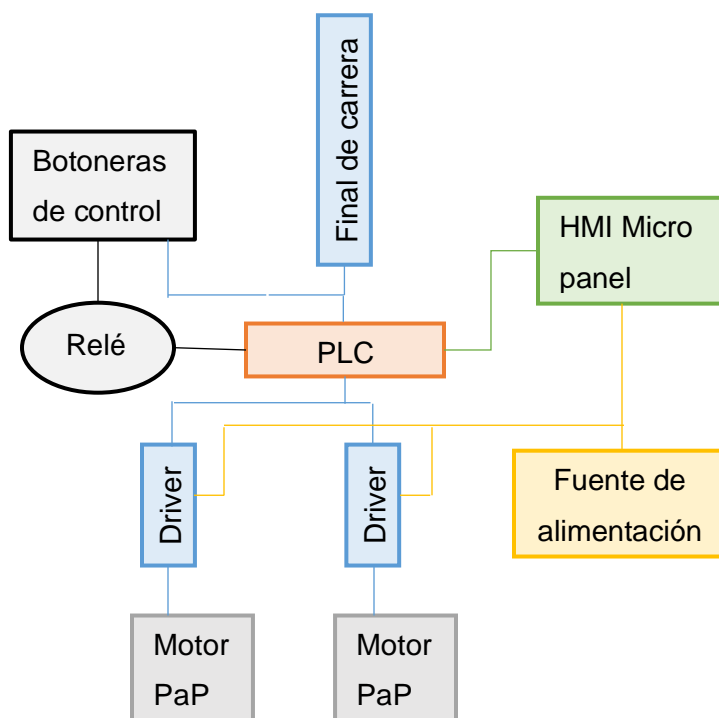 Final de carrera
Botoneras
de control
HMI Micro
panel
Relé
PLC
Driver
Driver
Fuente de
alimentación
Motor
PaP
Motor
PaP